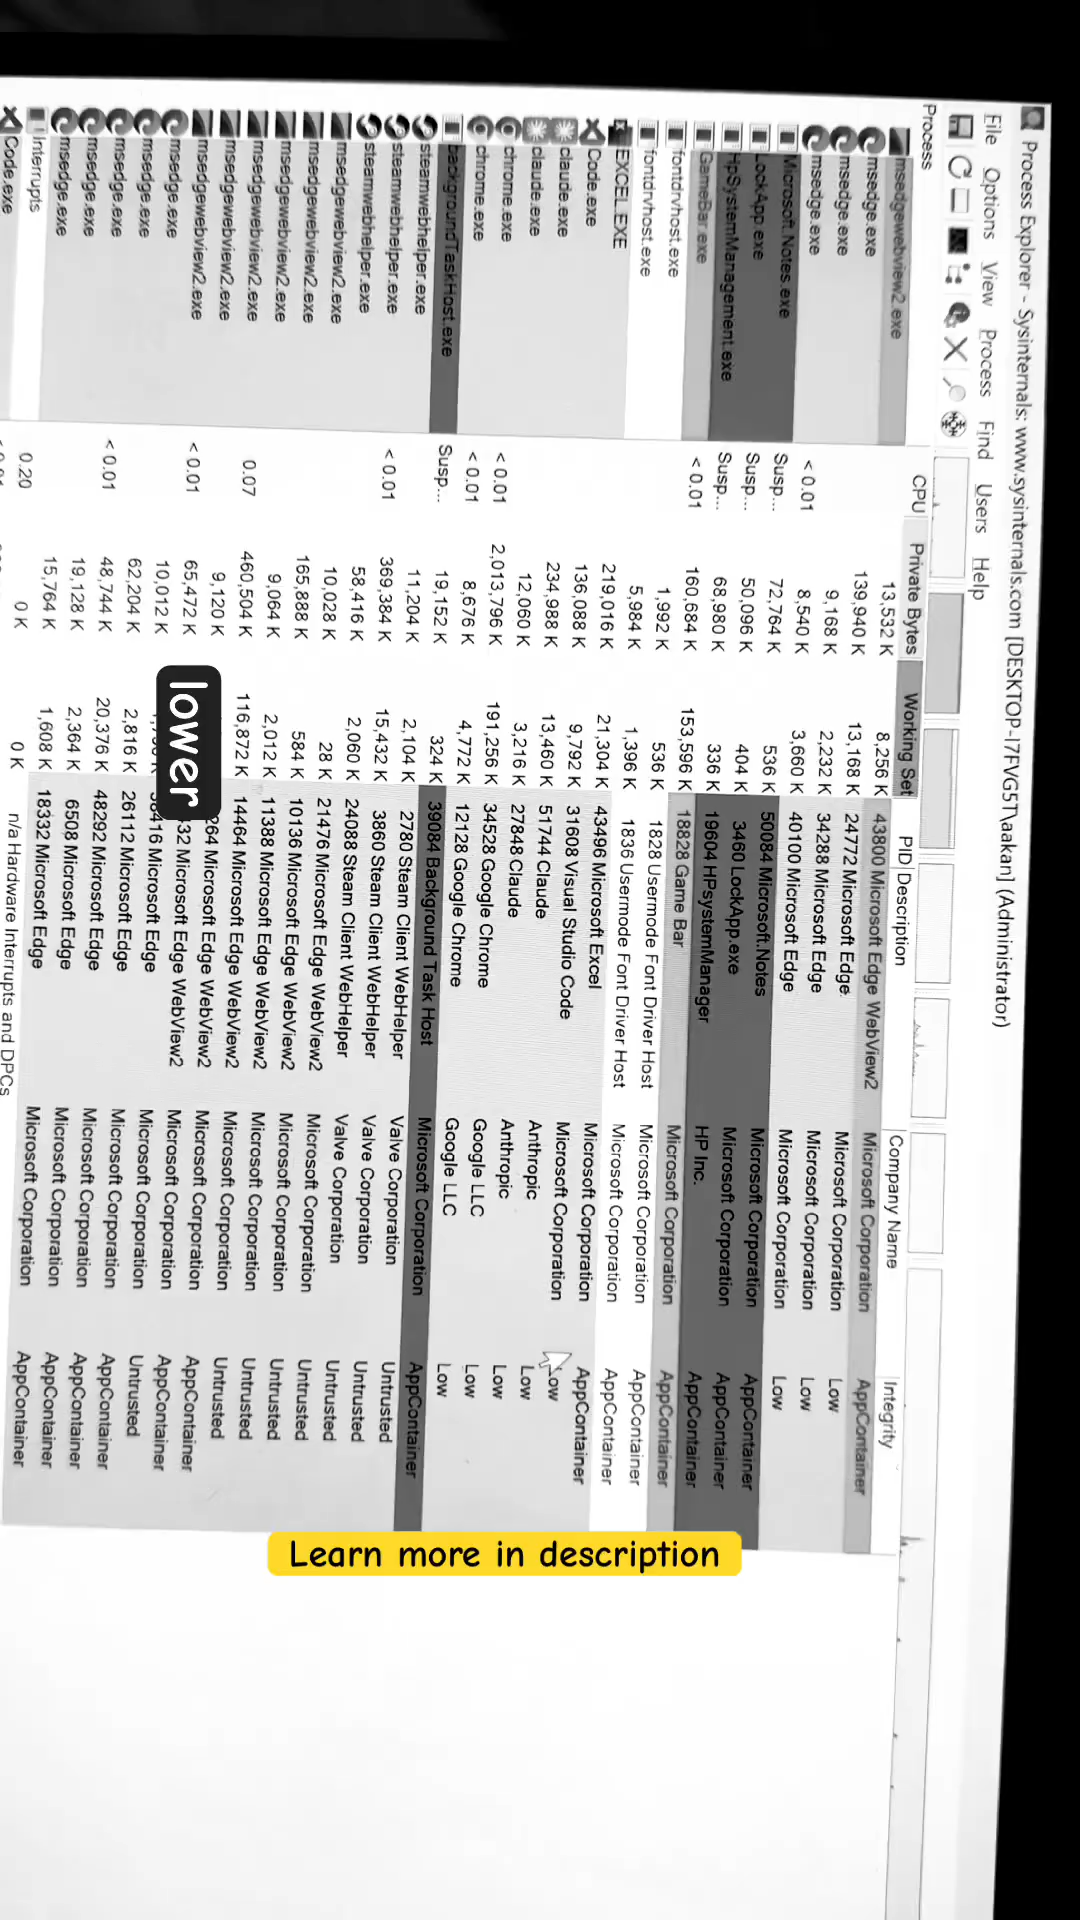 Process Explorer - Sysinternals: www.sysinternals.com [DESKTOP-I7FVG5T\aakan] (Administrator)
File Options View Process Find Users Help
Process CPU Private Bytes Working Set PID Description Company Name Integrity
msedgewebview2.exe 13,532 K 8,256 K 43800 Microsoft Edge WebView2 Microsoft Corporation AppContainer
msedge.exe 139,940 K 13,168 K 24772 Microsoft Edge Microsoft Corporation Low
msedge.exe 9,168 K 2,232 K 34288 Microsoft Edge Microsoft Corporation Low
msedge.exe < 0.01 8,540 K 3,660 K 40100 Microsoft Edge Microsoft Corporation Low
Microsoft.Notes.exe Susp... 72,764 K 536 K 50084 Microsoft.Notes Microsoft Corporation AppContainer
LockApp.exe Susp... 50,096 K 404 K 3460 LockApp.exe Microsoft Corporation AppContainer
HpSystemManagement.exe Susp... 68,980 K 336 K 19604 HPsystemManager HP Inc. AppContainer
GameBar.exe < 0.01 160,684 K 153,596 K 18828 Game Bar Microsoft Corporation AppContainer
fontdrvhost.exe 1,992 K 536 K 1828 Usermode Font Driver Host Microsoft Corporation AppContainer
fontdrvhost.exe 5,984 K 1,396 K 1836 Usermode Font Driver Host Microsoft Corporation AppContainer
EXCEL.EXE 219,016 K 21,304 K 43496 Microsoft Excel Microsoft Corporation AppContainer
Code.exe 136,088 K 9,792 K 31608 Visual Studio Code Microsoft Corporation Low
claude.exe 234,988 K 13,460 K 51744 Claude Anthropic Low
claude.exe 12,060 K 3,216 K 27848 Claude Anthropic Low
chrome.exe < 0.01 2,013,796 K 191,256 K 34528 Google Chrome Google LLC Low
chrome.exe < 0.01 8,676 K 4,772 K 12128 Google Chrome Google LLC Low
backgroundTaskHost.exe Susp... 19,152 K 324 K 39084 Background Task Host Microsoft Corporation AppContainer
steamwebhelper.exe 11,204 K 2,104 K 2780 Steam Client WebHelper Valve Corporation Untrusted
steamwebhelper.exe < 0.01 369,384 K 15,432 K 3860 Steam Client WebHelper Valve Corporation Untrusted
steamwebhelper.exe 58,416 K 2,060 K 24088 Steam Client WebHelper Valve Corporation Untrusted
msedgewebview2.exe 10,028 K 28 K 21476 Microsoft Edge WebView2 Microsoft Corporation Untrusted
msedgewebview2.exe 165,888 K 584 K 10136 Microsoft Edge WebView2 Microsoft Corporation Untrusted
msedgewebview2.exe 9,064 K 2,012 K 11388 Microsoft Edge WebView2 Microsoft Corporation Untrusted
msedgewebview2.exe 0.07 460,504 K 116,872 K 14464 Microsoft Edge WebView2 Microsoft Corporation Untrusted
msedgewebview2.exe 9,120 K Microsoft Edge WebView2 Microsoft Corporation AppContainer
msedgewebview2.exe < 0.01 65,472 K Microsoft Edge WebView2 Microsoft Corporation AppContainer
msedge.exe 10,012 K Microsoft Edge Microsoft Corporation Untrusted
msedge.exe 62,204 K 2,816 K 26112 Microsoft Edge Microsoft Corporation AppContainer
msedge.exe < 0.01 48,744 K 20,376 K 48292 Microsoft Edge Microsoft Corporation AppContainer
msedge.exe 19,128 K 2,364 K 6508 Microsoft Edge Microsoft Corporation AppContainer
msedge.exe 15,764 K 1,608 K 18332 Microsoft Edge Microsoft Corporation AppContainer
Interrupts 0.20 0 K 0 K n/a Hardware Interrupts and DPCs
Code.exe
lower
Learn more in description